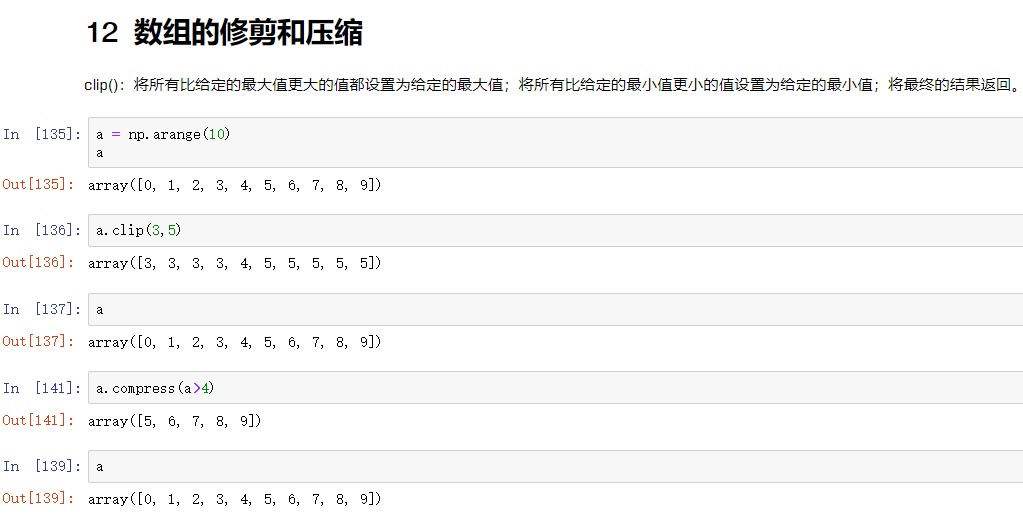 12 数组的修剪和压缩
clip()：将所有比给定的最大值更大的值都设置为给定的最大值；将所有比给定的最小值更小的值设置为给定的最小值；将最终的结果返回。
In [135]: a = np.arange(10)
a
Out[135]: array([0, 1, 2, 3, 4, 5, 6, 7, 8, 9])
In [136]: a.clip(3,5)
Out[136]: array([3, 3, 3, 3, 4, 5, 5, 5, 5, 5])
In [137]: a
Out[137]: array([0, 1, 2, 3, 4, 5, 6, 7, 8, 9])
In [141]: a.compress(a>4)
Out[141]: array([5, 6, 7, 8, 9])
In [139]: a
Out[139]: array([0, 1, 2, 3, 4, 5, 6, 7, 8, 9])